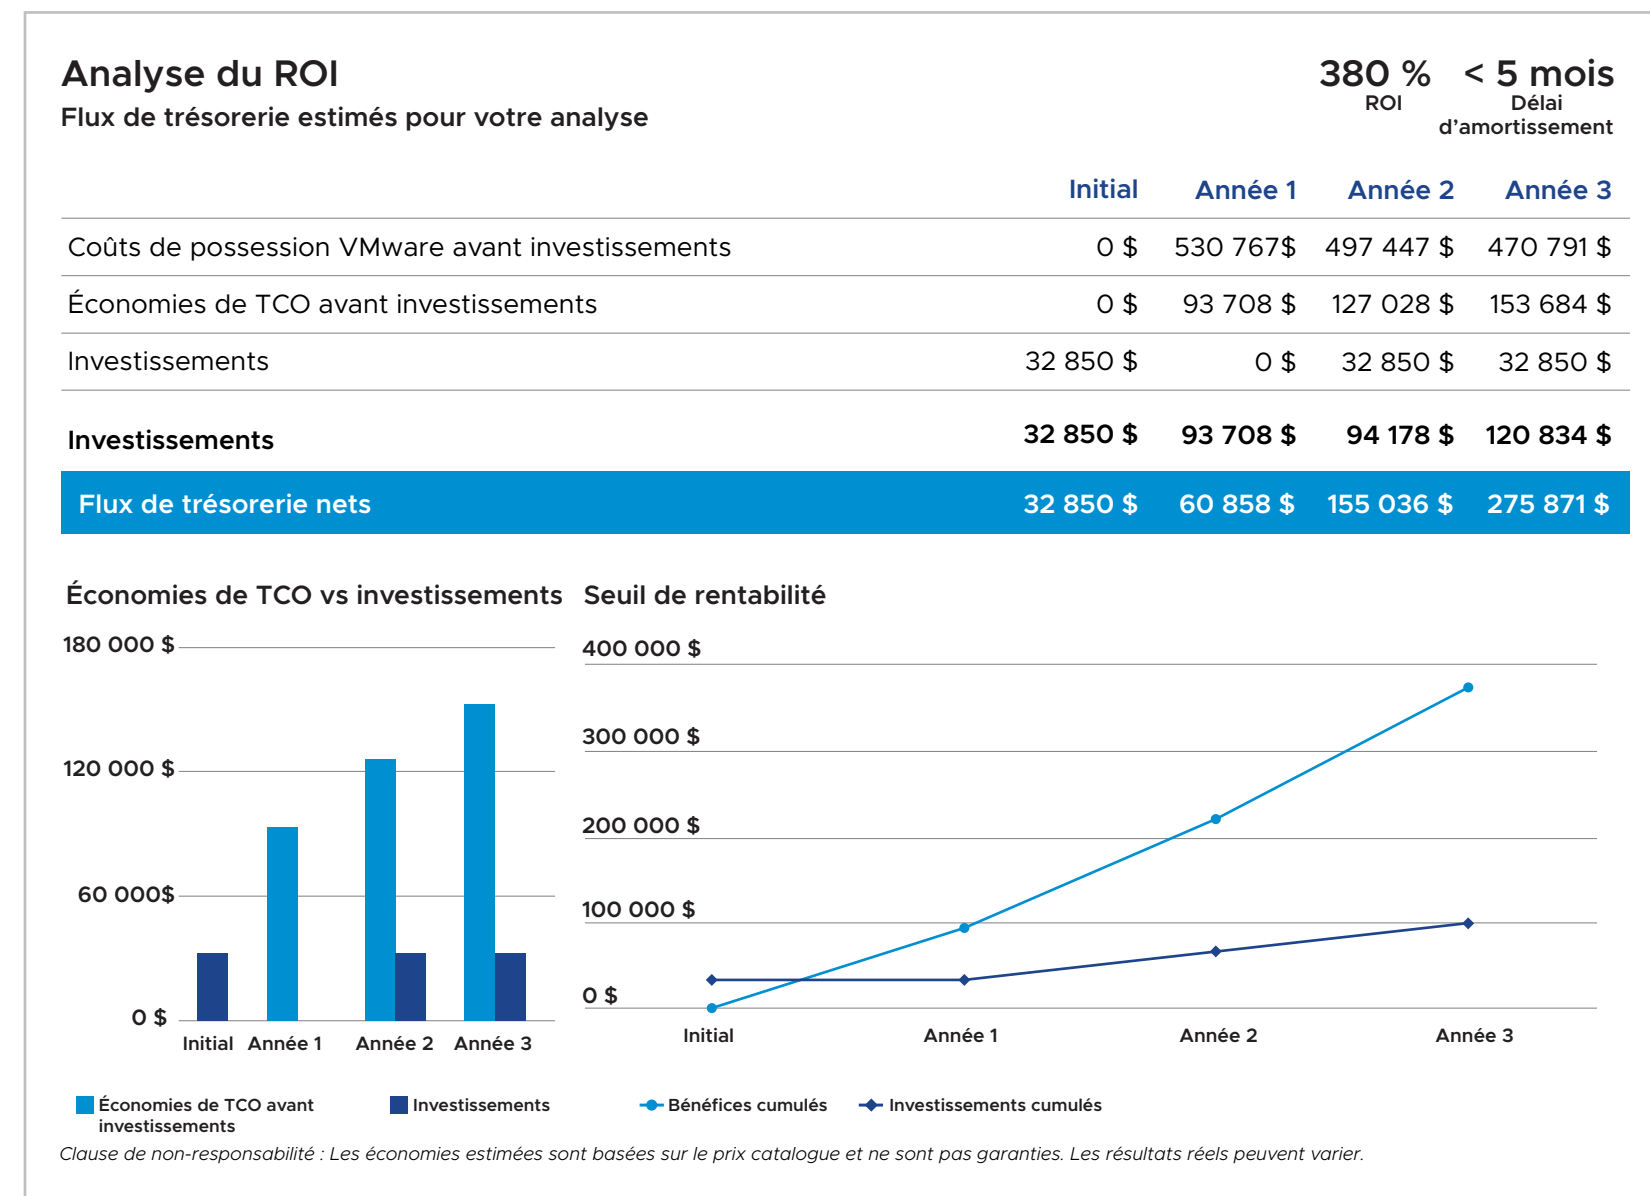 Analyse du ROI
380 % < 5 mois
Flux de trésorerie estimés pour votre analyse
ROI Délai
d'amortissement
Initial Année 1 Année 2 Année 3
Coûts de possession VMware avant investissements 0 $ 530 767$ 497 447 $ 470 791 $
Économies de TCO avant investissements 0 $ 93 708 $ 127 028 $ 153 684 $
Investissements 32 850 $ 0 $ 32 850 $ 32 850 $
Investissements 32 850 $ 93 708 $ 94 178 $ 120 834 $
Flux de trésorerie nets 32 850 $ 60 858 $ 155 036 $ 275 871 $
Économies de TCO vs investissements
180 000 $
120 000 $
60 000$
0 $
Initial Année 1 Année 2 Année 3
Économies de TCO avant
investissements
Investissements
Seuil de rentabilité
400 000 $
300 000 $
200 000 $
100 000 $
0 $
Initial Année 1 Année 2 Année 3
Bénéfices cumulés Investissements cumulés
Clause de non-responsabilité : Les économies estimées sont basées sur le prix catalogue et ne sont pas garanties. Les résultats réels peuvent varier.